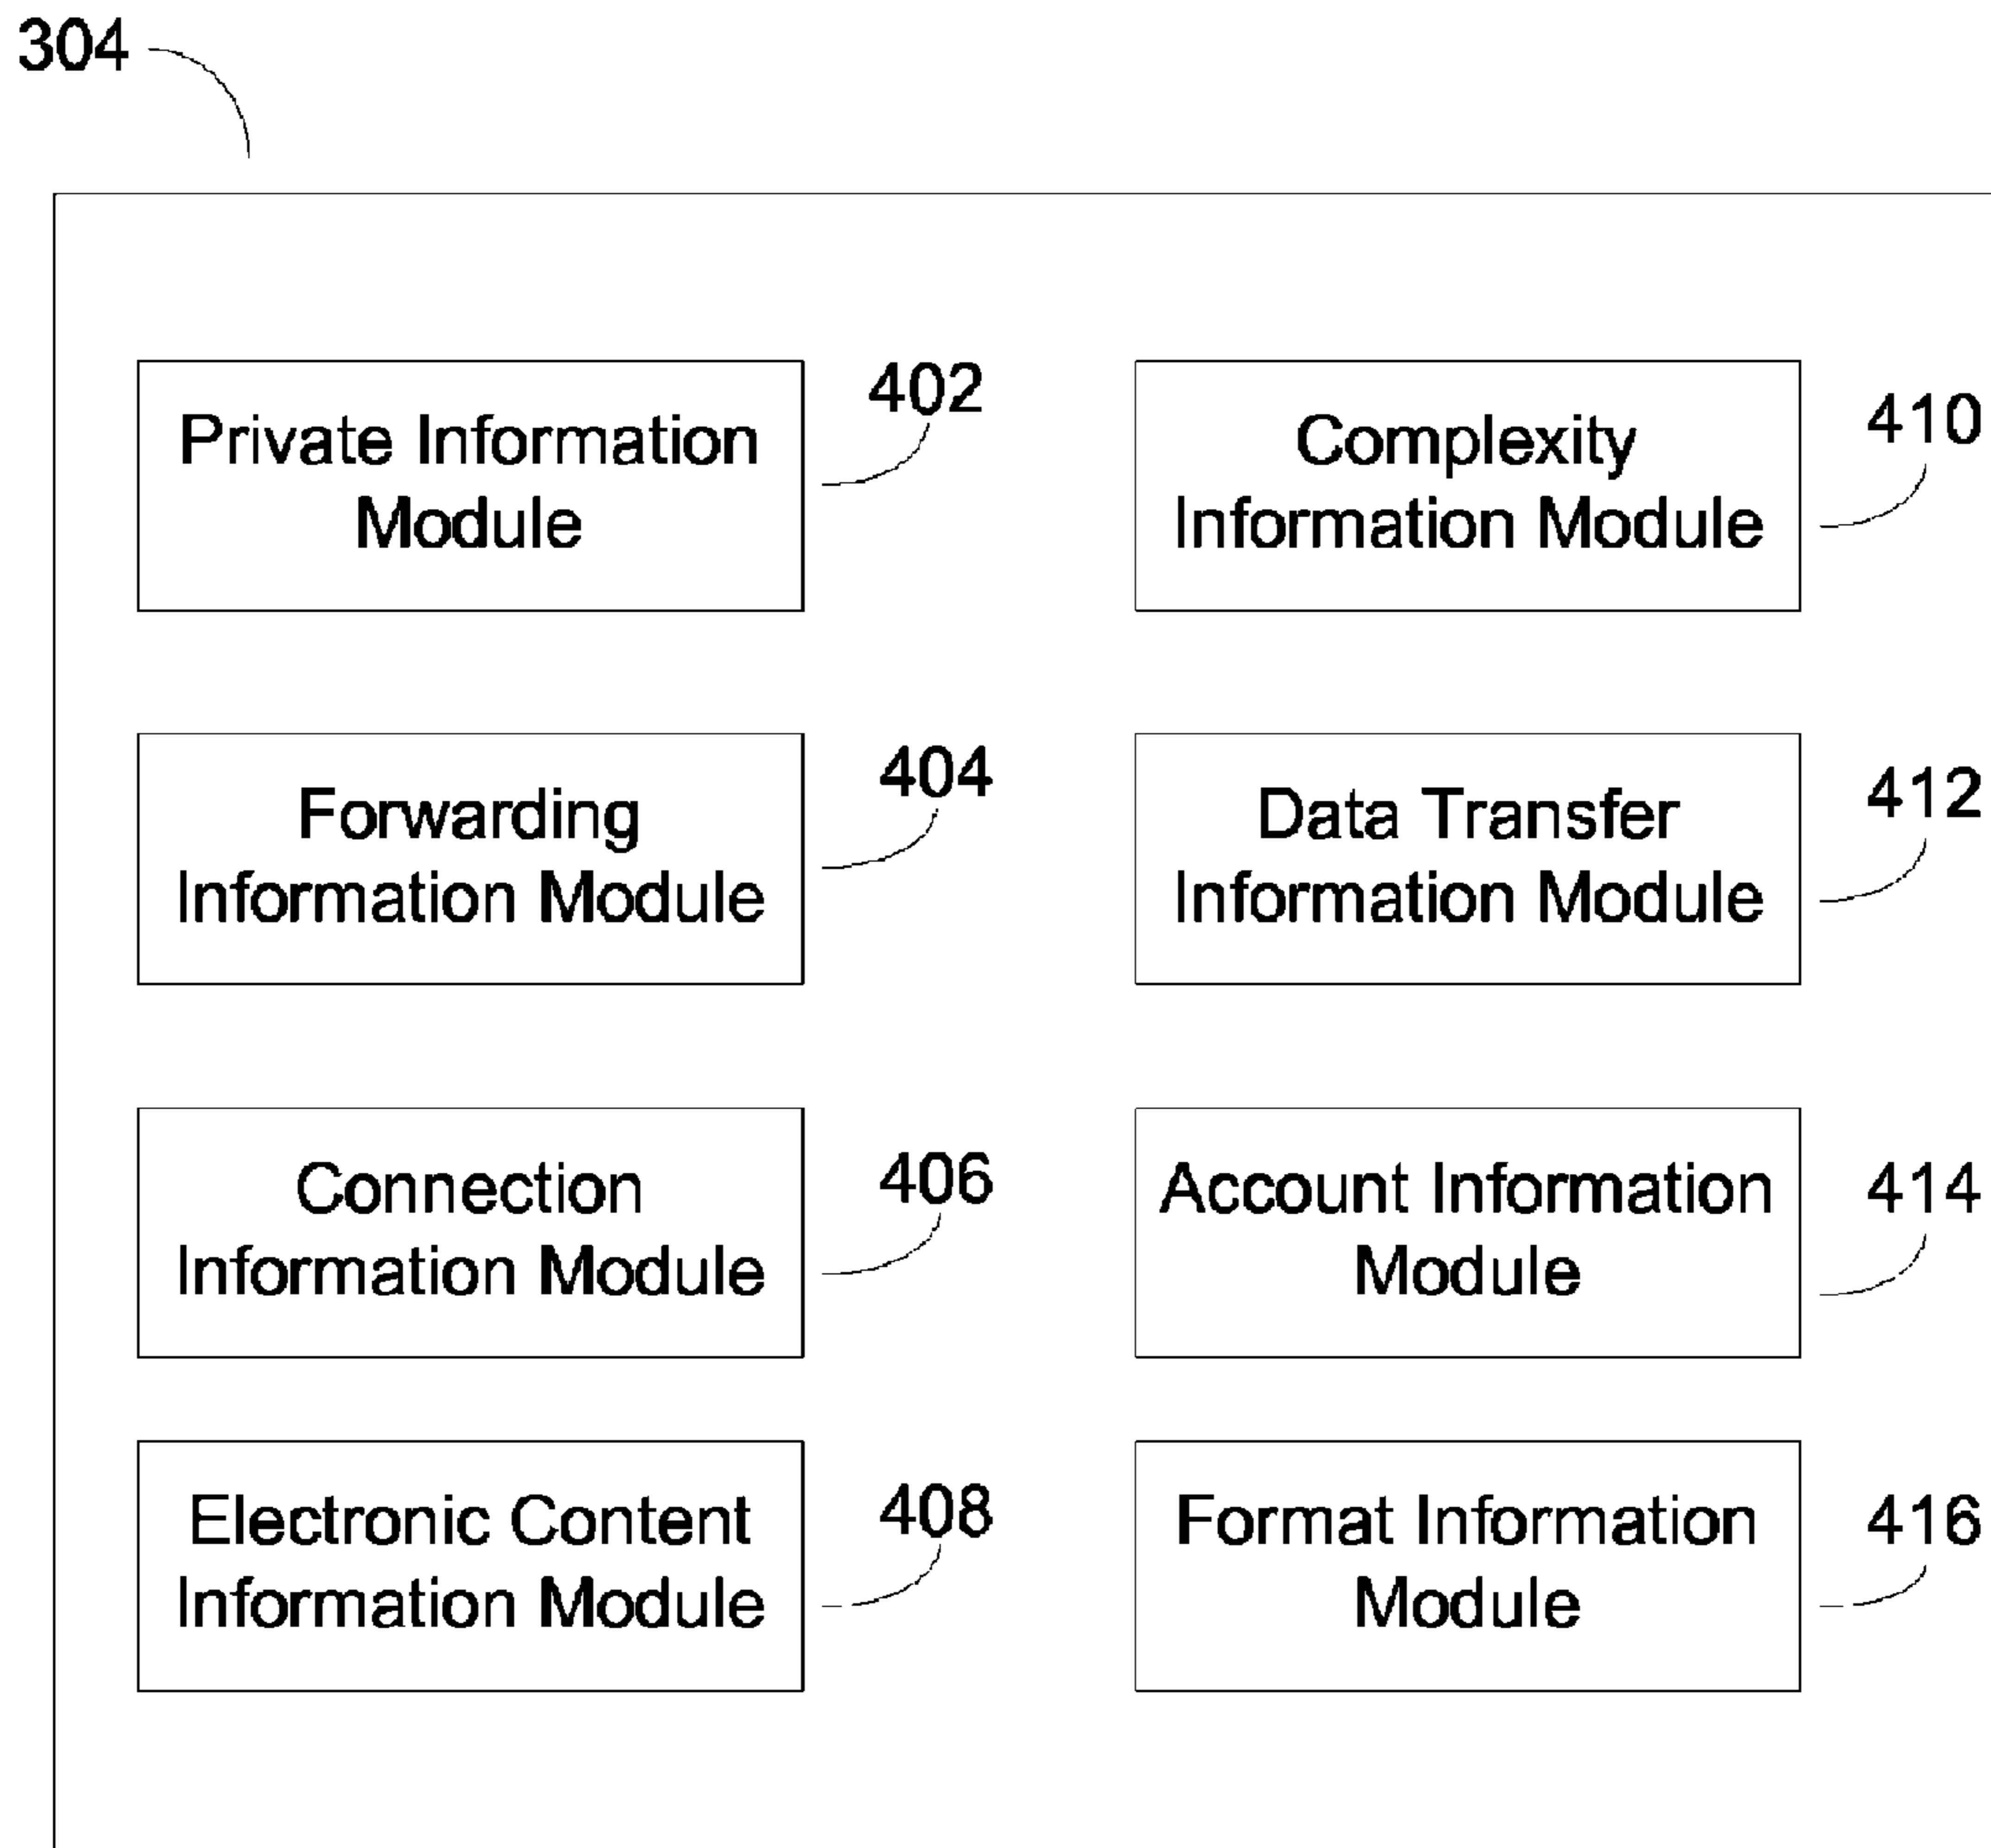 304
Private Information
Module
402
Complexity
Information Module
410
Forwarding
Information Module
404
Data Transfer
Information Module
412
Connection
Information Module
406
Account Information
Module
414
Electronic Content
Information Module
408
Format Information
Module
416